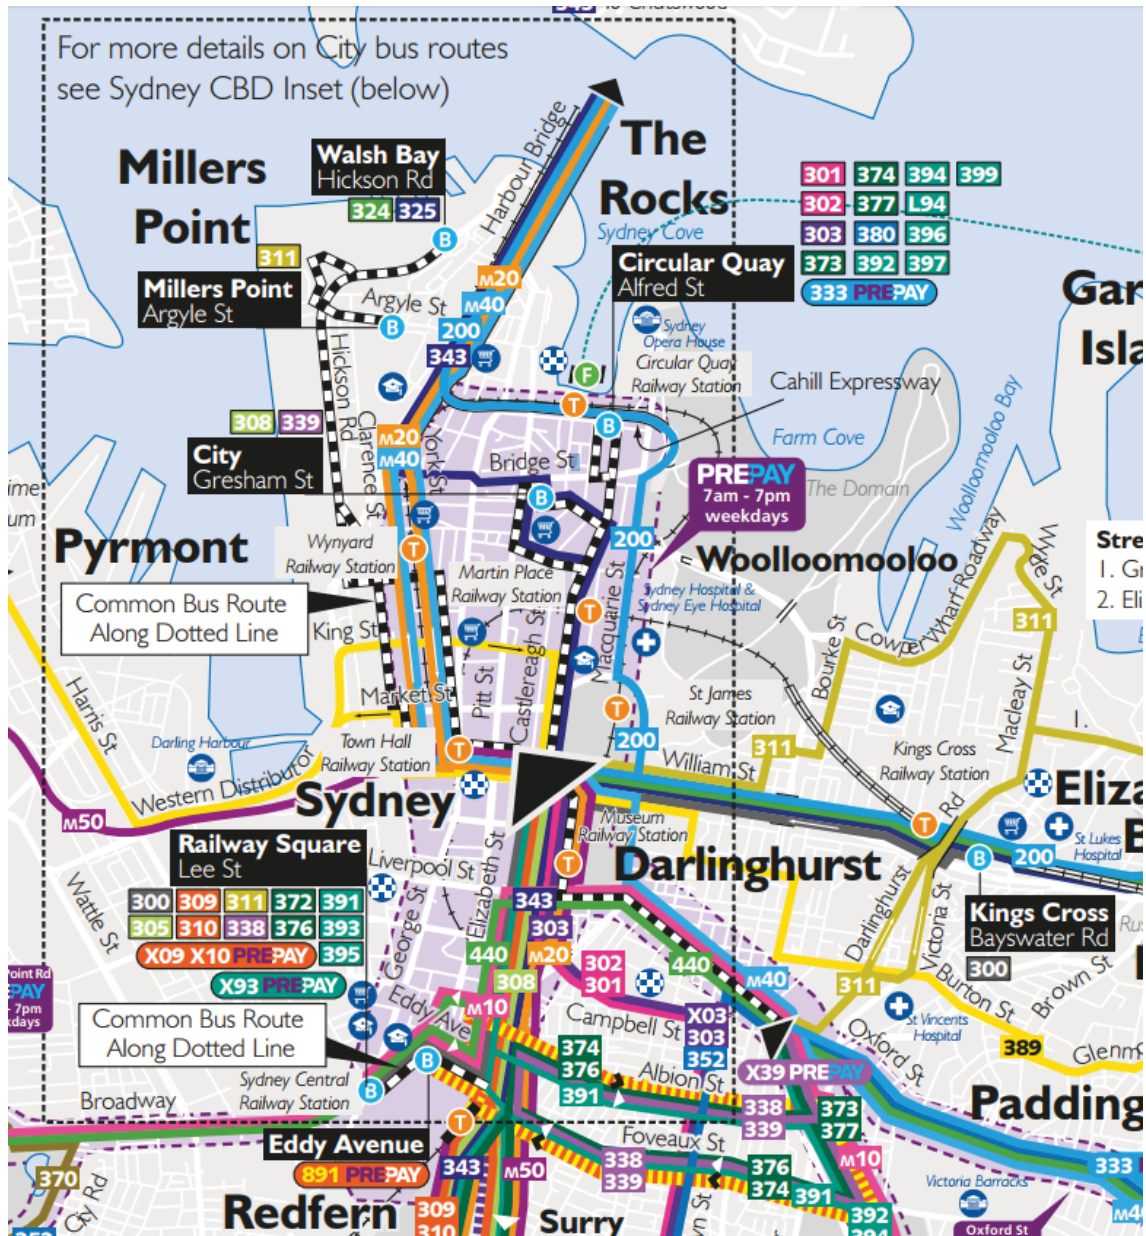 343 to Chatswood
For more details on City bus routes
see Sydney CBD Inset (below)
Harbour Bridge
The
Rocks
Millers
Point
Walsh Bay
Hickson Rd
324 325
301 374 394 399
302 377 L94
303 380 396
373 392 397
333 PREPAY
Sydney Cove
Circular Quay
Alfred St
311
Millers Point
Argyle St
Argyle St
M20
M40
200
343
Sydney
Opera House
Circular Quay
Railway Station
Cahill Expressway
Farm Cove
Woolloomooloo Bay
The Domain
Hickson Rd
308 339
City
Gresham St
Clarence St
York St
M20
M40
Bridge St
PREPAY
7am - 7pm
weekdays
200
Pyrmont
Wynyard
Railway Station
Martin Place
Railway Station
Woolloomooloo
Sydney Hospital &
Sydney Eye Hospital
Common Bus Route
Along Dotted Line
King St
Market St
Pitt St
Castlereagh St
Macquarie St
Bourke St
Cowper Wharf Roadway
Wylde St
311
Macleay St
1.
St James
Railway Station
Harris St
Darling Harbour
Western Distributor
Town Hall
Railway Station
200
William St
311
Kings Cross
Railway Station
M50
Sydney
Museum
Railway Station
Darlinghurst
St Lukes
Hospital
200
Railway Square
Lee St
300 309 311 372 391
305 310 338 376 393
X09 X10 PREPAY 395
X93 PREPAY
Liverpool St
Elizabeth St
George St
Wattle St
343
303
M20
440
308
302
301
440
M40
Darlinghurst Rd
Victoria St
Kings Cross
Bayswater Rd
300
311
Burton St
Brown St
St Vincents
Hospital
Oxford St
389
Eddy Ave
M10
Campbell St
X03
303
352
Common Bus Route
Along Dotted Line
Sydney Central
Railway Station
Broadway
374
376
391
Albion St
X39 PREPAY
338
339
373
377
Foveaux St
Eddy Avenue
891 PREPAY
343
M50
338
339
376
374
391
M10
392
370
City Rd
Redfern
309
310
Surry
Victoria Barracks
333
Oxford St